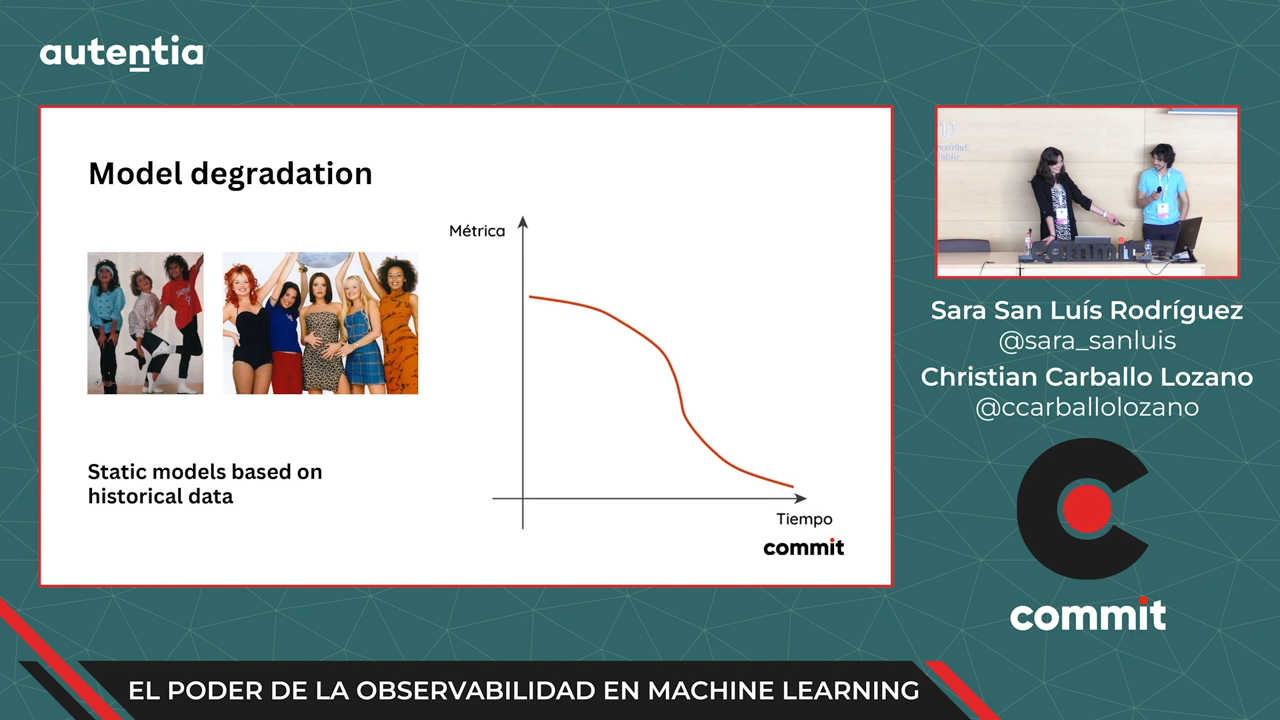 autentia
Model degradation
Métrica
Static models based on
historical data
Tiempo
commit
Sara San Luís Rodríguez
@sara_sanluis
Christian Carballo Lozano
@ccarballolozano
commit
EL PODER DE LA OBSERVABILIDAD EN MACHINE LEARNING